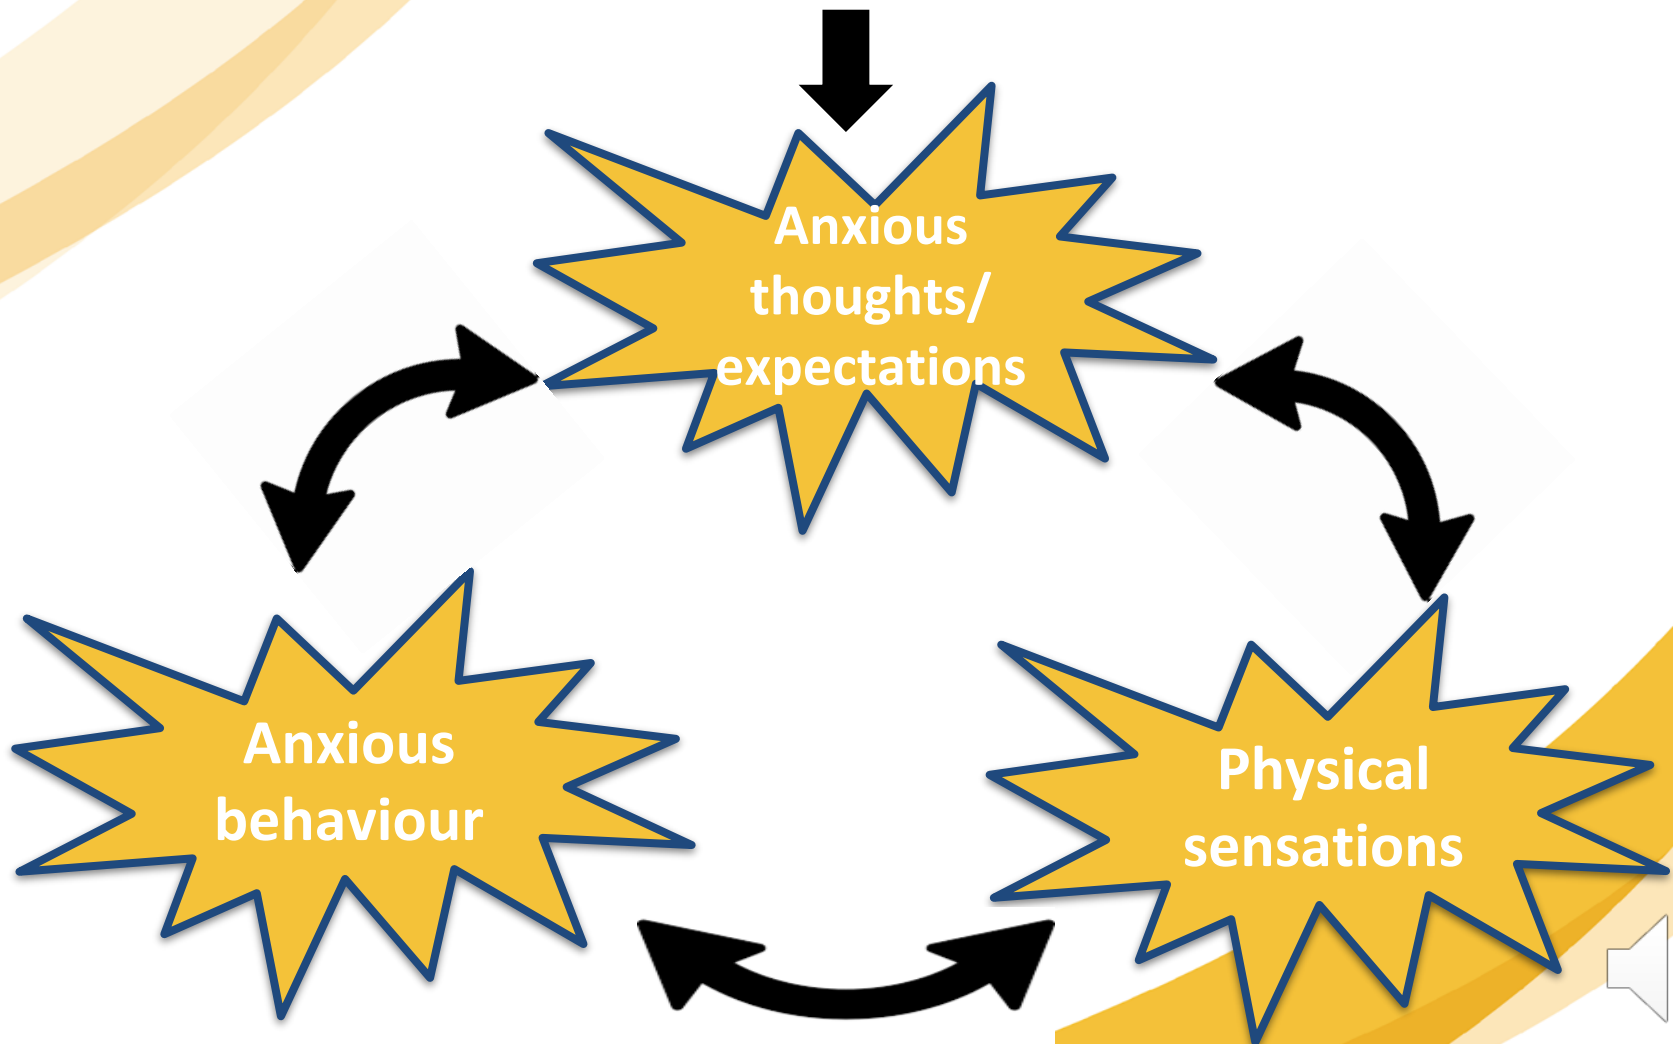 Anxious
thoughts/
expectations
Anxious
behaviour
Physical
sensations